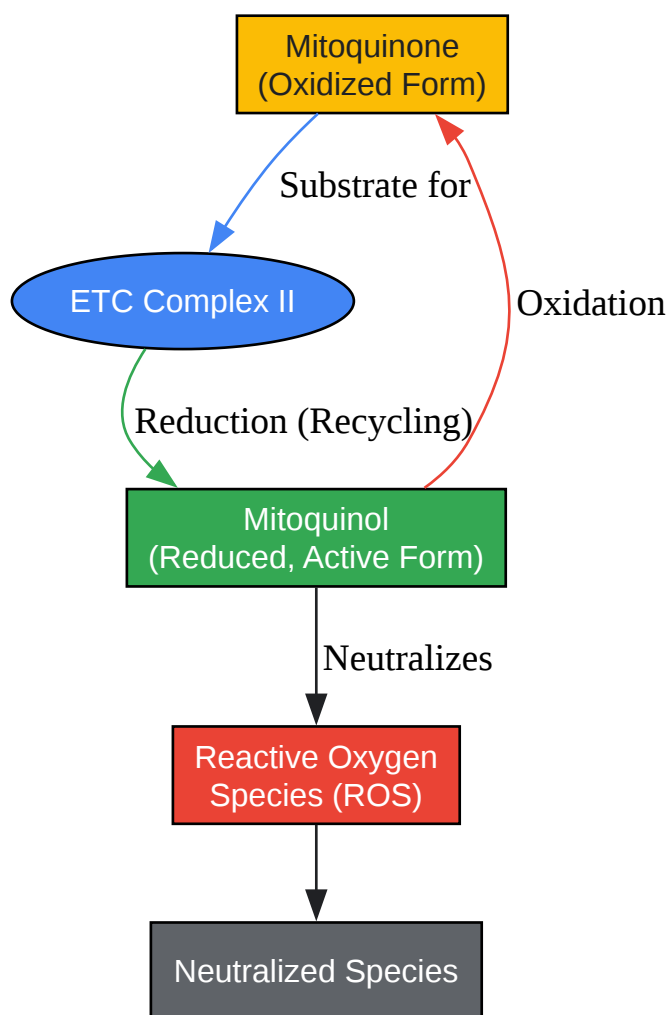 Mitoquinone
(Oxidized Form)
Substrate for
ETC Complex II
Oxidation
Reduction (Recycling)
Mitoquinol
(Reduced, Active Form)
Neutralizes
Reactive Oxygen
Species (ROS)
Neutralized Species